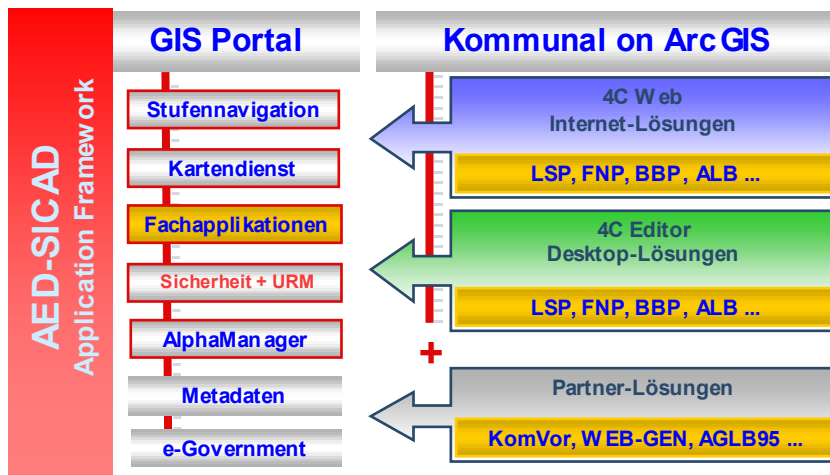 AED-SICAD
Application Framework
GIS Portal
Stufennavigation
Kartendienst
Fachapplikationen
Sicherheit + URM
AlphaManager
Metadaten
e-Government
Kommunal on ArcGIS
4C Web
Internet-Lösungen
LSP, FNP, BBP, ALB ...
4C Editor
Desktop-Lösungen
LSP, FNP, BBP, ALB ...
+
Partner-Lösungen
KomVor, WEB-GEN, AGLB95 ...